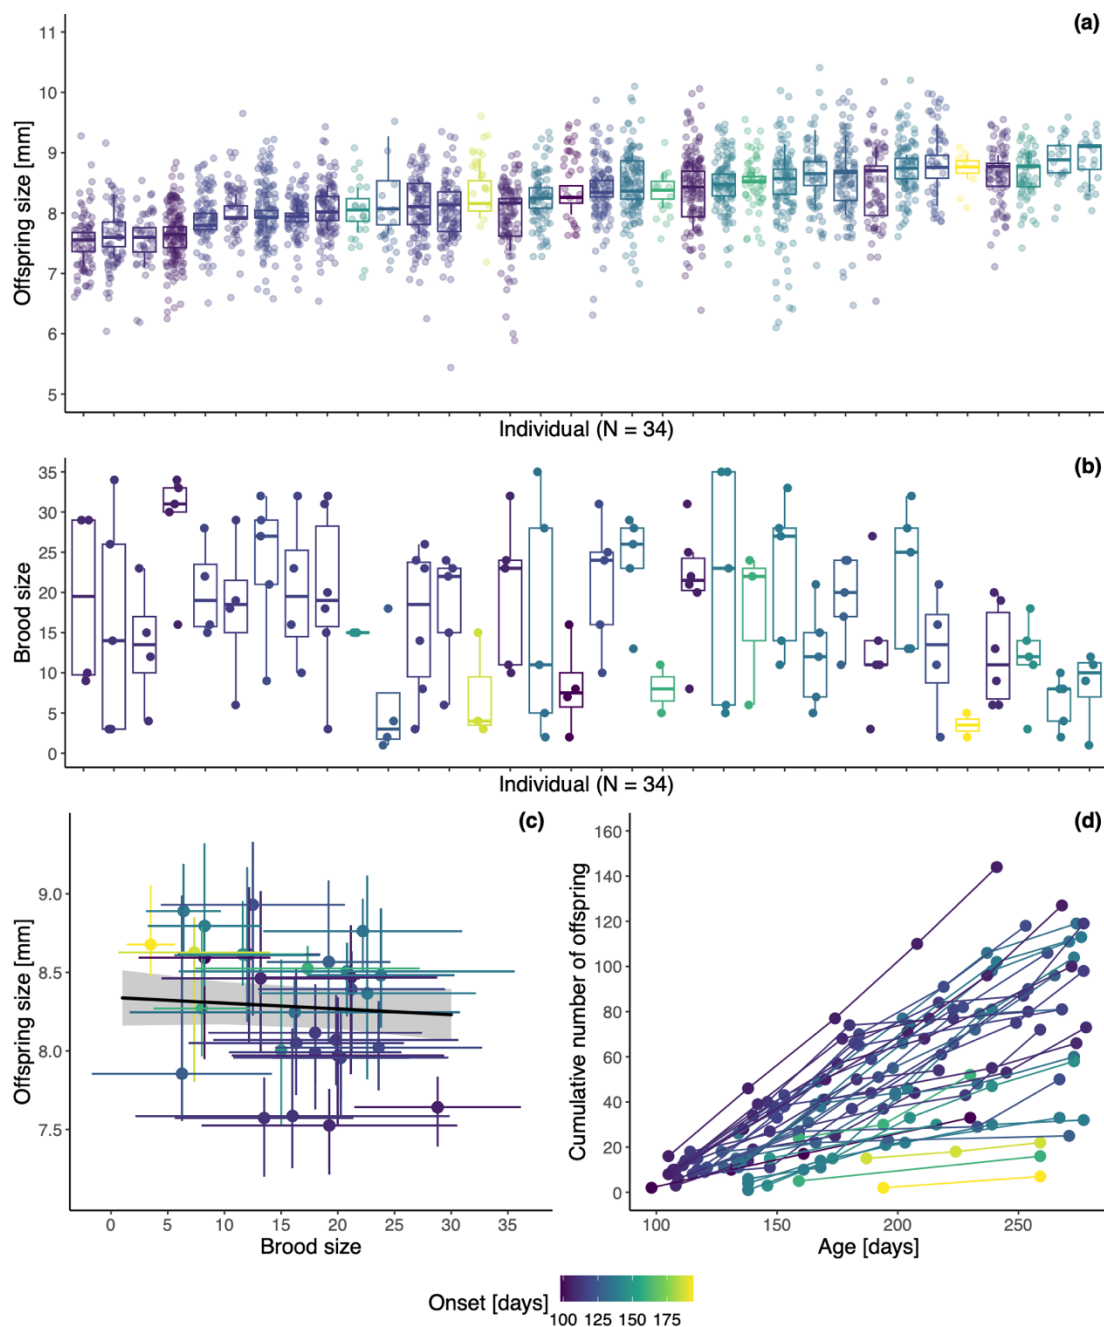 (a)
11
10
9
8
7
6
5
Offspring size [mm]
Individual (N = 34)
(b)
35
30
25
20
15
10
5
0
Brood size
Individual (N = 34)
(c)
9.0
8.5
8.0
7.5
Offspring size [mm]
0 5 10 15 20 25 30 35
Brood size
(d)
160
140
120
100
80
60
40
20
0
Cumulative number of offspring
100 150 200 250
Age [days]
Onset [days]
100 125 150 175